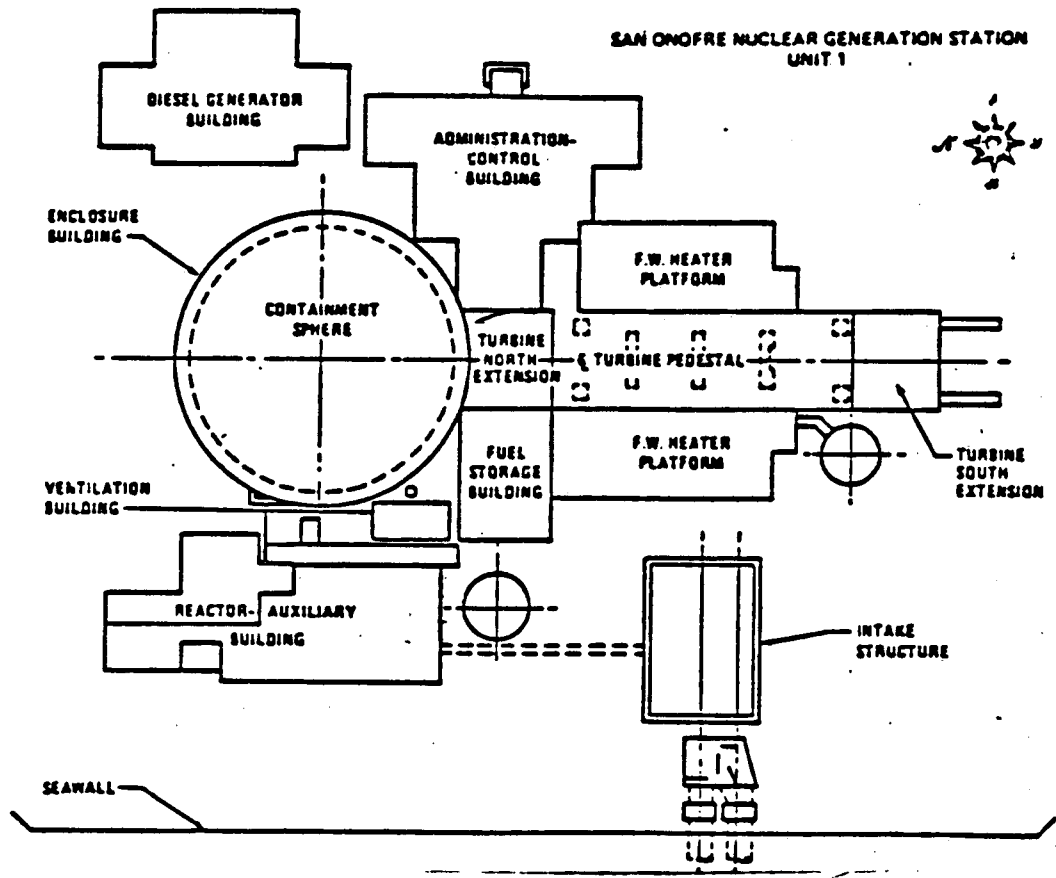 SAN ONOFRE NUCLEAR GENERATION STATION
UNIT 1
DIESEL GENERATOR
BUILDING
ADMINISTRATION-
CONTROL
BUILDING
N
ENCLOSURE
BUILDING
F.W. HEATER
PLATFORM
CONTAINMENT
SPHERE
TURBINE
NORTH
EXTENSION
℄ TURBINE PEDESTAL
FUEL
STORAGE
BUILDING
F.W. HEATER
PLATFORM
TURBINE
SOUTH
EXTENSION
VENTILATION
BUILDING
REACTOR- AUXILIARY
BUILDING
INTAKE
STRUCTURE
SEAWALL